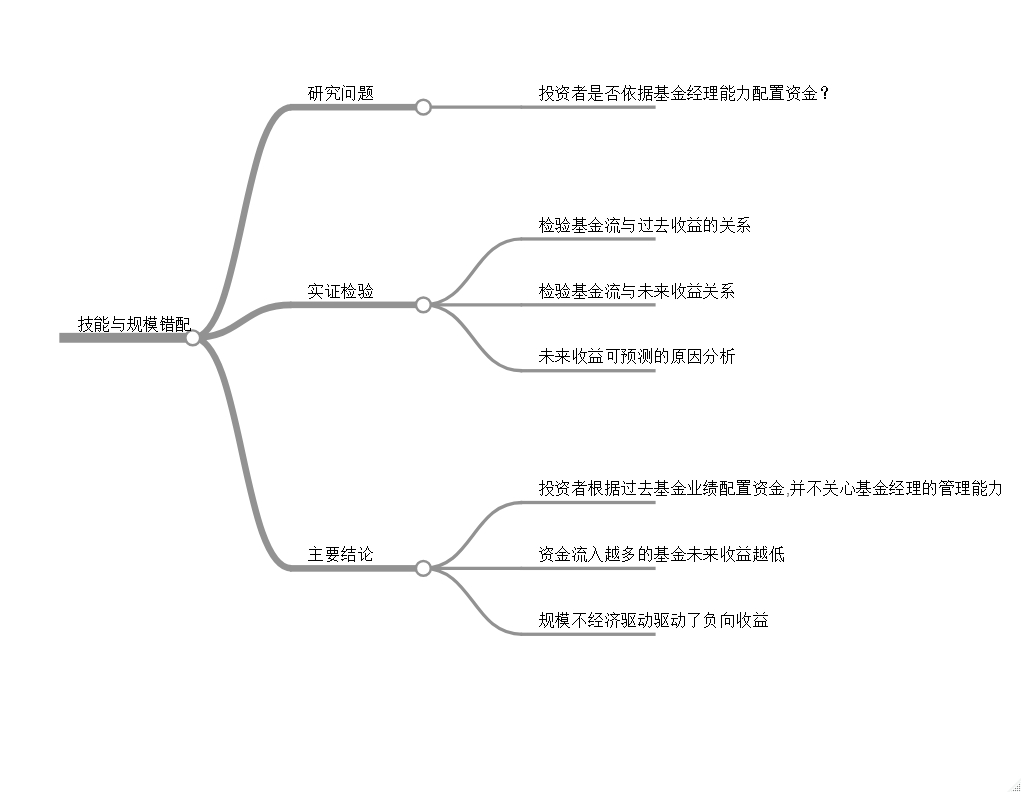 研究问题
投资者是否依据基金经理能力配置资金？
检验基金流与过去收益的关系
实证检验
检验基金流与未来收益关系
技能与规模错配
未来收益可预测的原因分析
投资者根据过去基金业绩配置资金,并不关心基金经理的管理能力
主要结论
资金流入越多的基金未来收益越低
规模不经济驱动驱动了负向收益